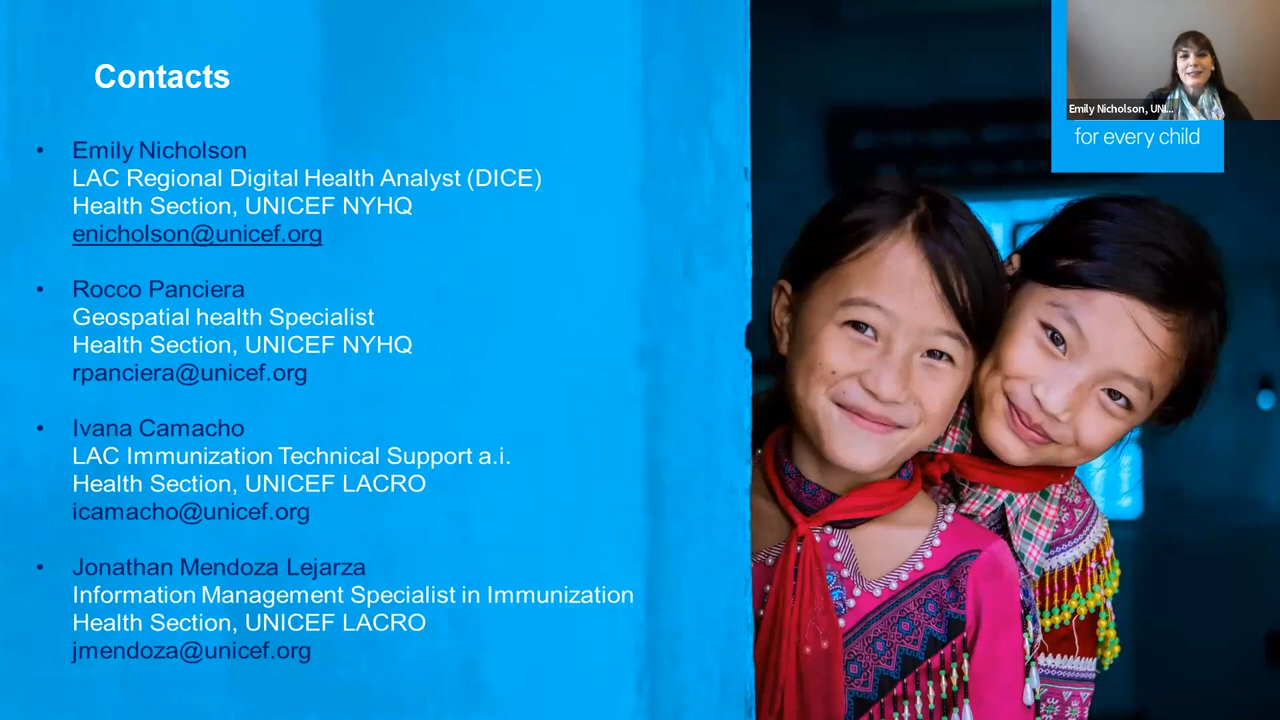 Contacts
• Emily Nicholson
LAC Regional Digital Health Analyst (DICE)
Health Section, UNICEF NYHQ
enicholson@unicef.org
• Rocco Panciera
Geospatial health Specialist
Health Section, UNICEF NYHQ
rpanciera@unicef.org
• Ivana Camacho
LAC Immunization Technical Support a.i.
Health Section, UNICEF LACRO
icamacho@unicef.org
• Jonathan Mendoza Lejarza
Information Management Specialist in Immunization
Health Section, UNICEF LACRO
jmendoza@unicef.org
Emily Nicholson, UNI...
for every child